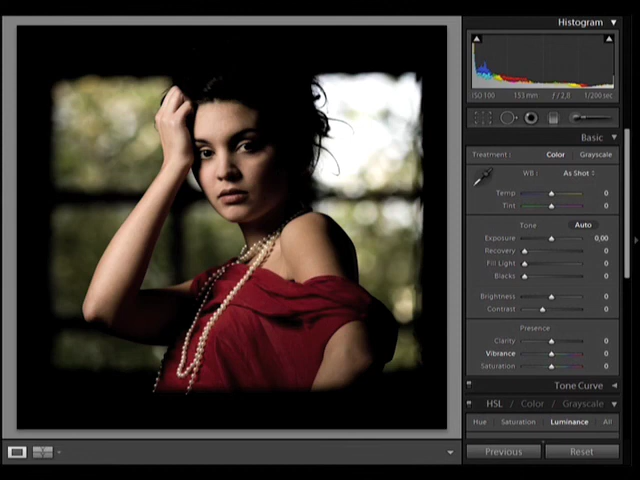 Histogram
ISO 100 153 mm f / 2,8 1/200 sec
Basic
Treatment : Color Grayscale
WB : As Shot
Temp 0
Tint 0
Tone Auto
Exposure 0,00
Recovery 0
Fill Light 0
Blacks 0
Brightness 0
Contrast 0
Presence
Clarity 0
Vibrance 0
Saturation 0
Tone Curve
HSL / Color / Grayscale
Hue Saturation Luminance All
Previous Reset